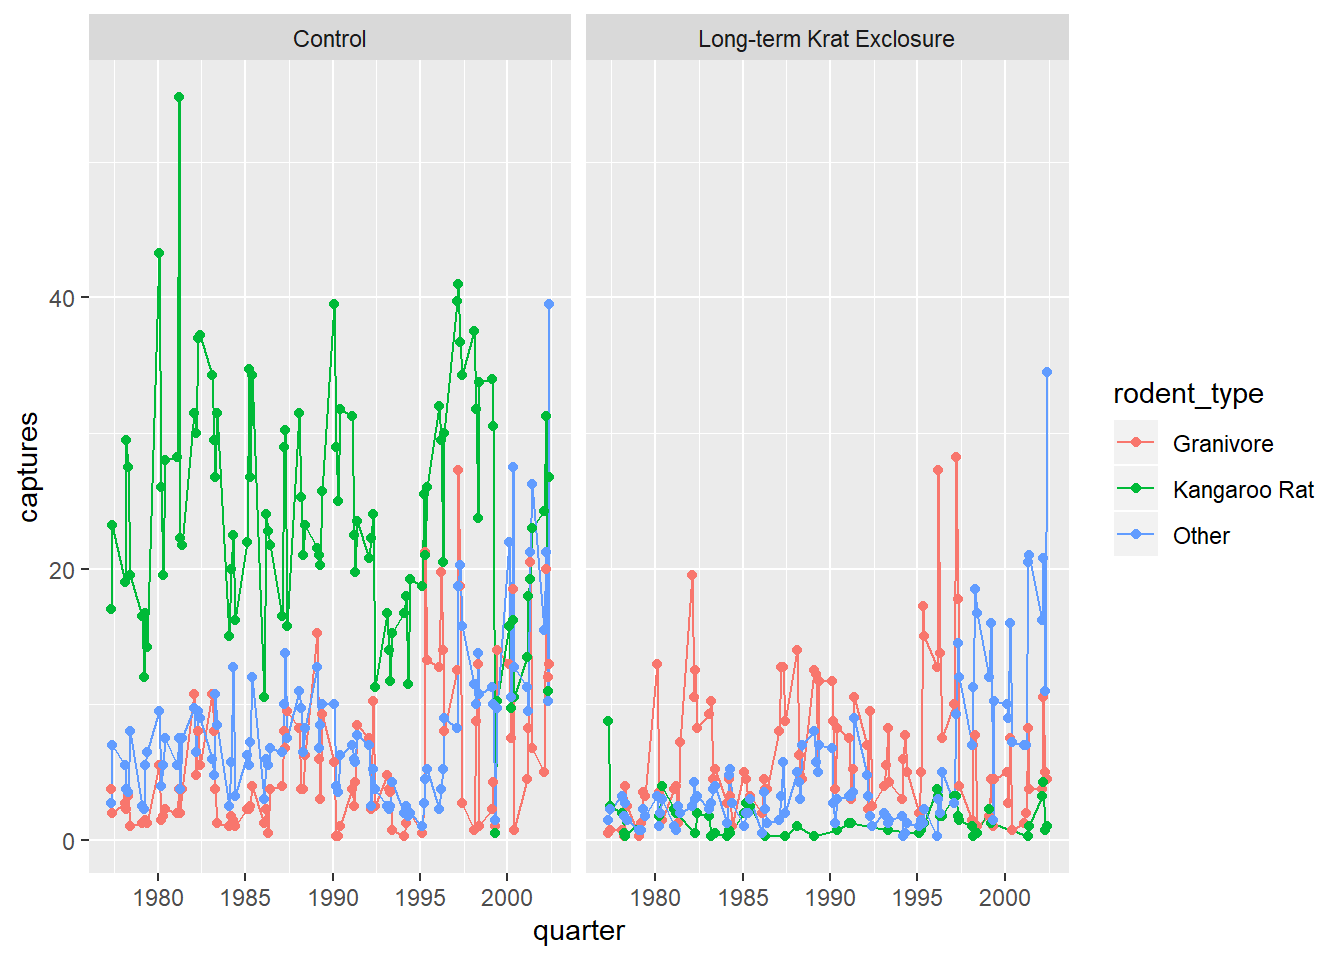 Control
Long-term Krat Exclosure
captures
40
20
0
1980 1985 1990 1995 2000
1980 1985 1990 1995 2000
quarter
rodent_type
Granivore
Kangaroo Rat
Other